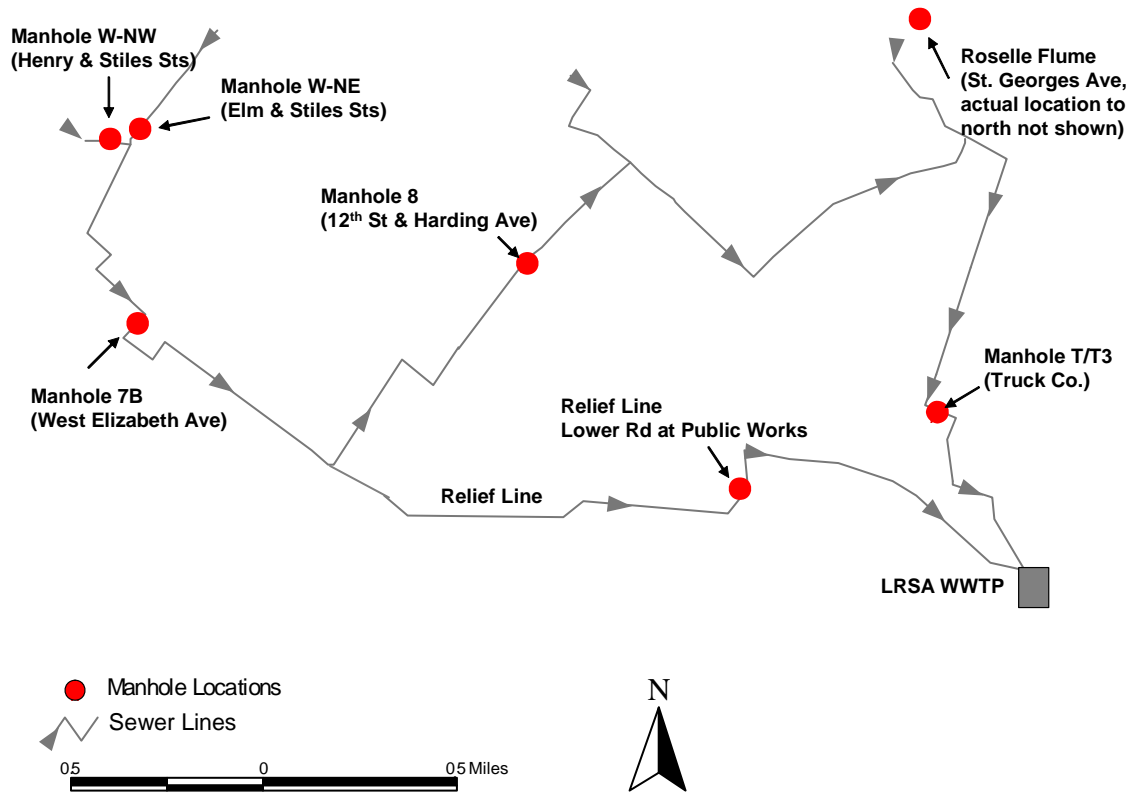 Manhole W-NW
(Henry & Stiles Sts)
Manhole W-NE
(Elm & Stiles Sts)
Roselle Flume
(St. Georges Ave,
actual location to
north not shown)
Manhole 8
(12th St & Harding Ave)
Manhole 7B
(West Elizabeth Ave)
Manhole T/T3
(Truck Co.)
Relief Line
Lower Rd at Public Works
Relief Line
LRSA WWTP
Manhole Locations
Sewer Lines
N
05 0 05 Miles